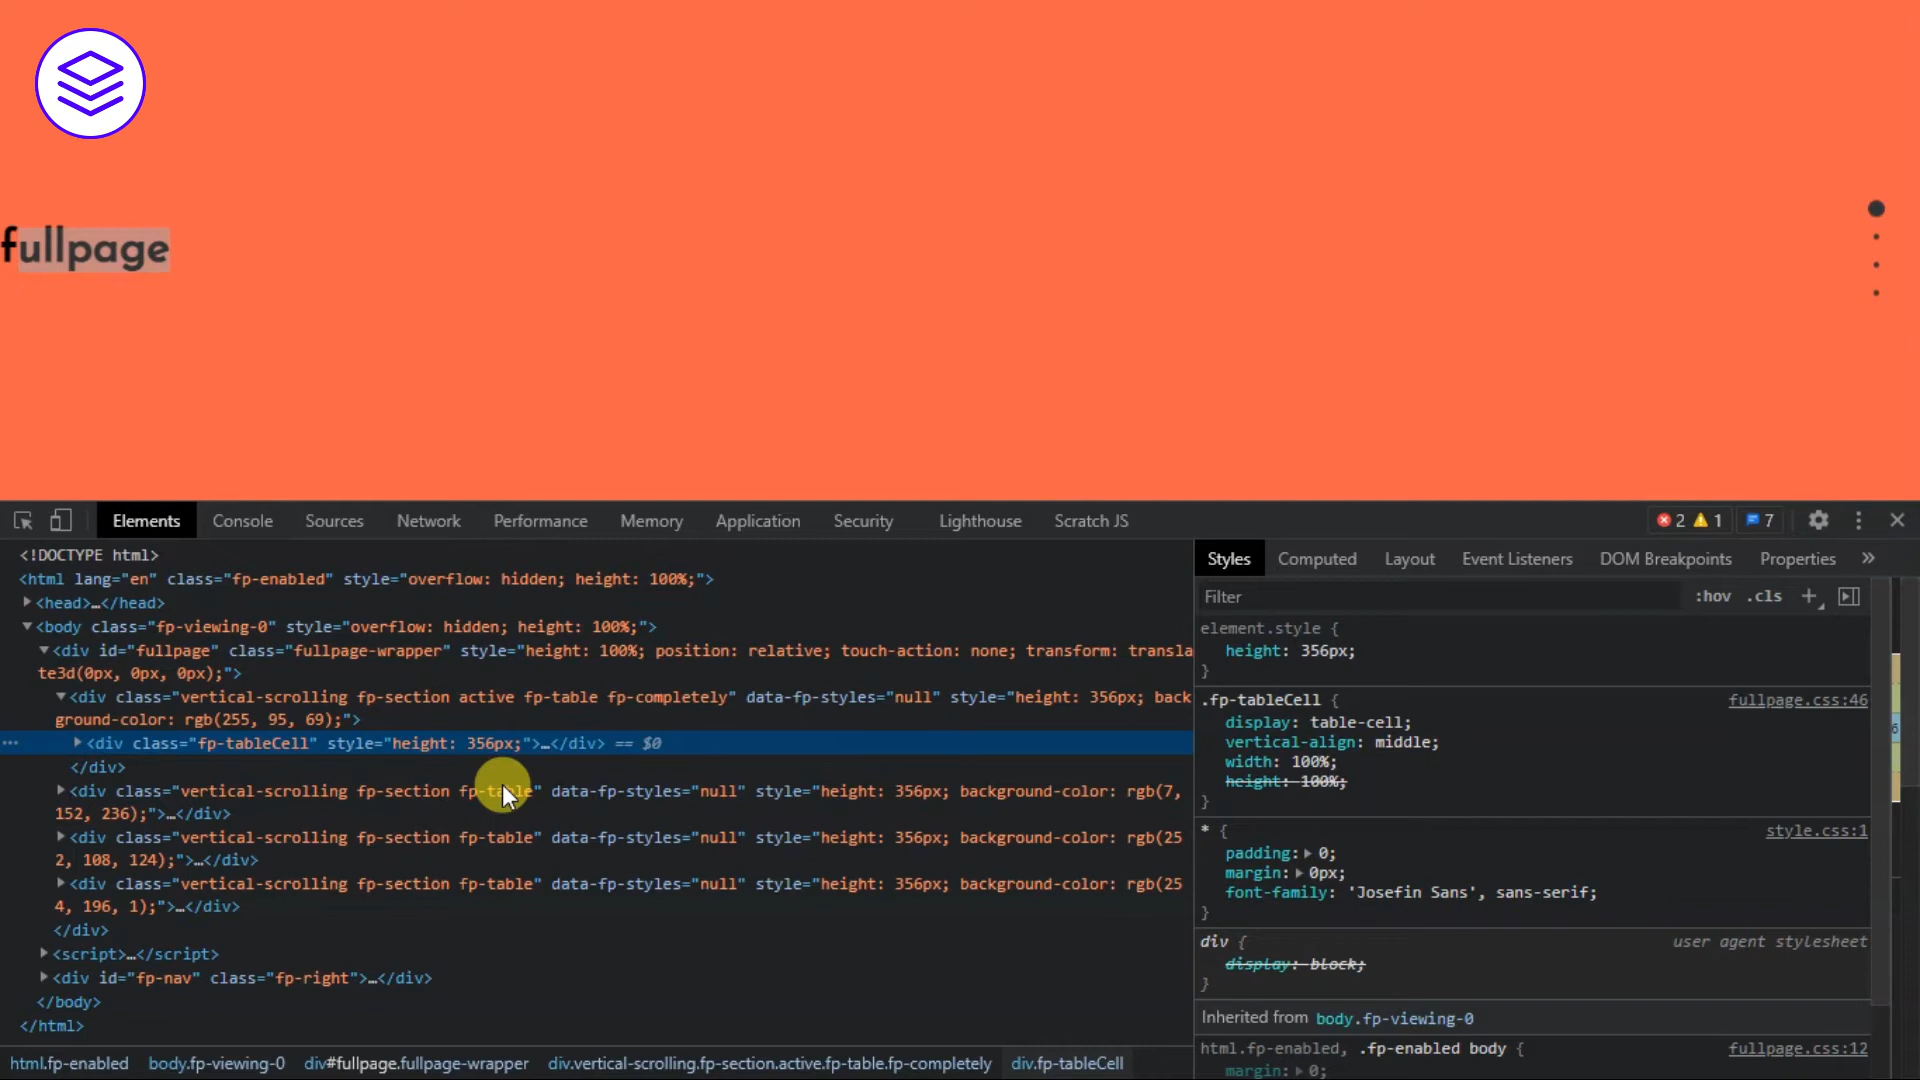 fullpage
Elements Console Sources Network Performance Memory Application Security Lighthouse Scratch JS 2 1 7
<!DOCTYPE html>
<html lang="en" class="fp-enabled" style="overflow: hidden; height: 100%;">
<head>…</head>
<body class="fp-viewing-0" style="overflow: hidden; height: 100%;">
<div id="fullpage" class="fullpage-wrapper" style="height: 100%; position: relative; touch-action: none; transform: transla
te3d(0px, 0px, 0px);">
<div class="vertical-scrolling fp-section active fp-table fp-completely" data-fp-styles="null" style="height: 356px; back
ground-color: rgb(255, 95, 69);">
… <div class="fp-tableCell" style="height: 356px;">…</div> == $0
</div>
<div class="vertical-scrolling fp-section fp-table" data-fp-styles="null" style="height: 356px; background-color: rgb(7,
152, 236);">…</div>
<div class="vertical-scrolling fp-section fp-table" data-fp-styles="null" style="height: 356px; background-color: rgb(25
2, 108, 124);">…</div>
<div class="vertical-scrolling fp-section fp-table" data-fp-styles="null" style="height: 356px; background-color: rgb(25
4, 196, 1);">…</div>
</div>
<script>…</script>
<div id="fp-nav" class="fp-right">…</div>
</body>
</html>
html.fp-enabled body.fp-viewing-0 div#fullpage.fullpage-wrapper div.vertical-scrolling.fp-section.active.fp-table.fp-completely div.fp-tableCell
Styles Computed Layout Event Listeners DOM Breakpoints Properties »
Filter :hov .cls +
element.style {
height: 356px;
}
.fp-tableCell { fullpage.css:46
display: table-cell;
vertical-align: middle;
width: 100%;
height: 100%;
}
* { style.css:1
padding: 0;
margin: 0px;
font-family: 'Josefin Sans', sans-serif;
}
div { user agent stylesheet
display: block;
}
Inherited from body.fp-viewing-0
html.fp-enabled, .fp-enabled body { fullpage.css:12
margin: 0;
6